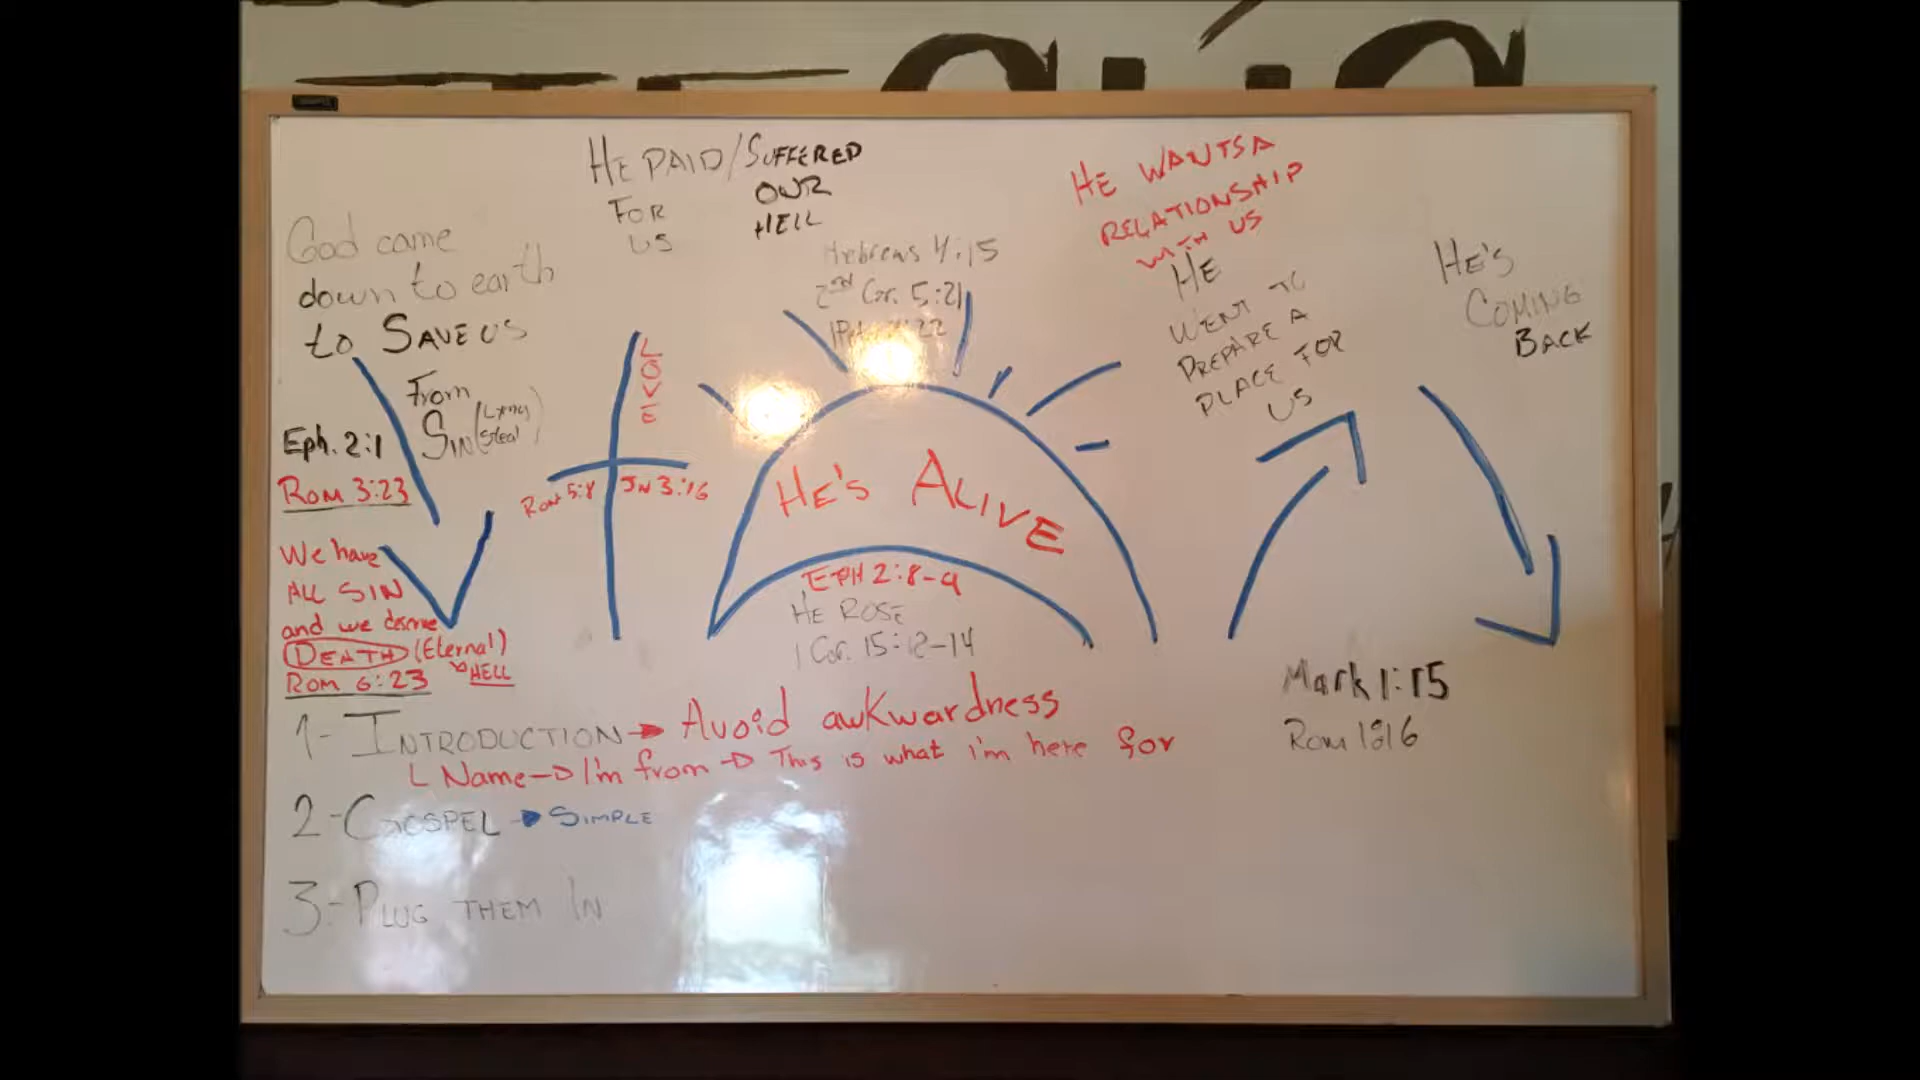 God came
down to earth
to SAVE US
From
SIN (Lying
Steal)
Eph. 2:1
ROM 3:23
We have
ALL SIN
and we deserve
DEATH (Eternal)
HELL
ROM 6:23
HE PAID/SUFFERED
FOR
US
OUR
HELL
LOVE
Rom 5:8
JN 3:16
Hebrews 4:15
2nd Cor. 5:21
22
HE'S ALIVE
EPH 2:8-9
HE ROSE
1 Cor. 15:12-14
HE WANTS A
RELATIONSHIP
WITH US
HE
WENT TO
PREPARE A
PLACE FOR
US
HE'S
COMING
BACK
Mark 1:15
Rom 1:16
1- INTRODUCTION → Avoid awkwardness
Name → I'm from → This is what i'm here for
2- GOSPEL → SIMPLE
3- PLUG THEM IN